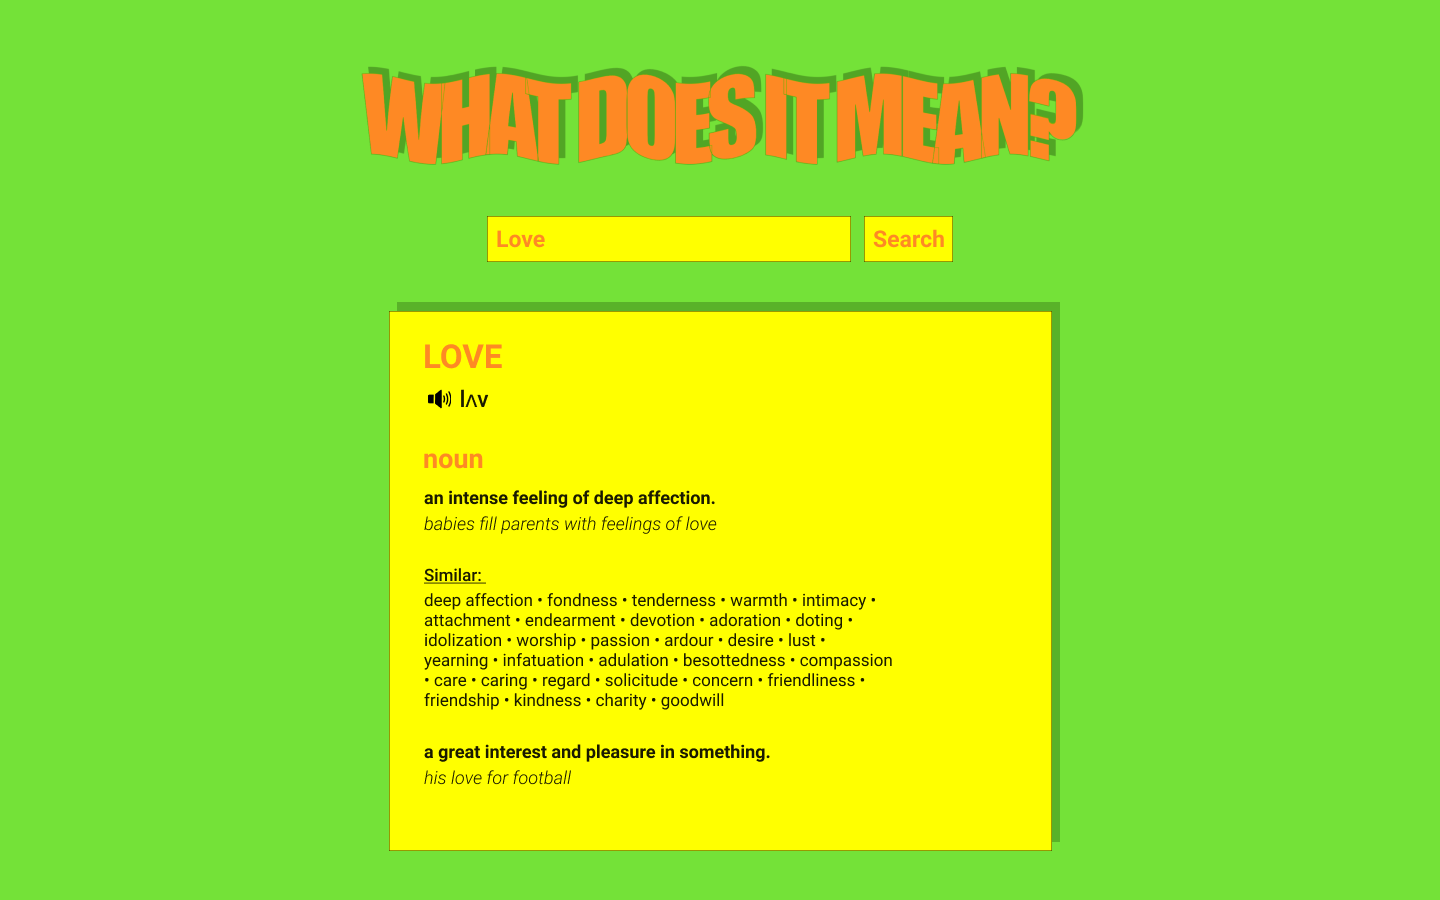 WHAT DOES IT MEAN?
Love
Search
LOVE
lʌv
noun
an intense feeling of deep affection.
babies fill parents with feelings of love
Similar:
deep affection • fondness • tenderness • warmth • intimacy •
attachment • endearment • devotion • adoration • doting •
idolization • worship • passion • ardour • desire • lust •
yearning • infatuation • adulation • besottedness • compassion
• care • caring • regard • solicitude • concern • friendliness •
friendship • kindness • charity • goodwill
a great interest and pleasure in something.
his love for football